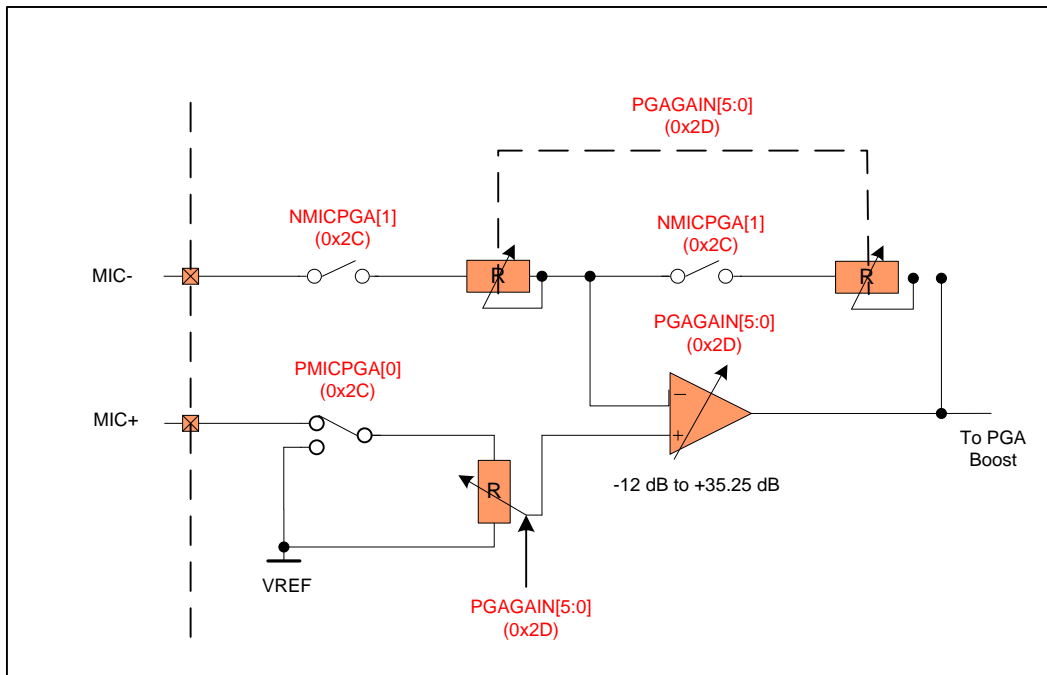 PGAGAIN[5:0]
(0x2D)
NMICPGA[1]
(0x2C)
NMICPGA[1]
(0x2C)
MIC-
R
R
PGAGAIN[5:0]
(0x2D)
PMICPGA[0]
(0x2C)
MIC+
−
+
To PGA
Boost
R
-12 dB to +35.25 dB
VREF
PGAGAIN[5:0]
(0x2D)